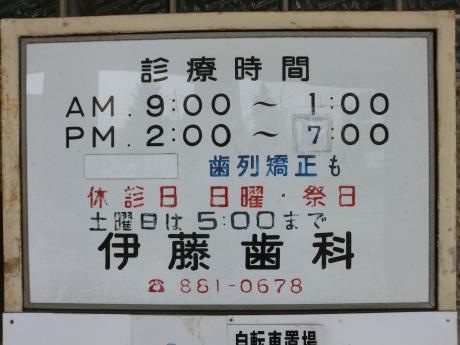 診療時間
AM. 9:00 ～ 1:00
PM. 2:00 ～ 7:00
歯列矯正も
休診日 日曜・祭日
土曜日は5:00まで
伊藤歯科
☎ 881-0678
自転車置場